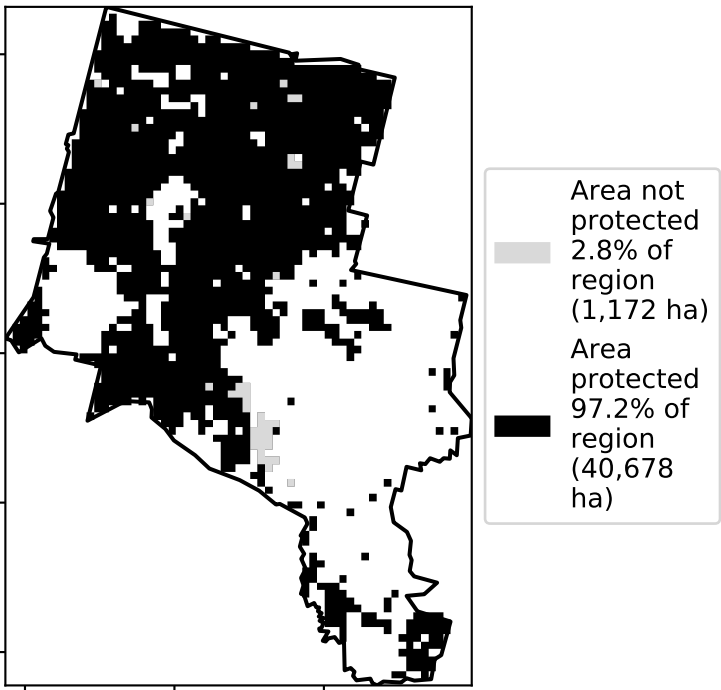 Area not
protected
2.8% of
region
(1,172 ha)
Area
protected
97.2% of
region
(40,678
ha)